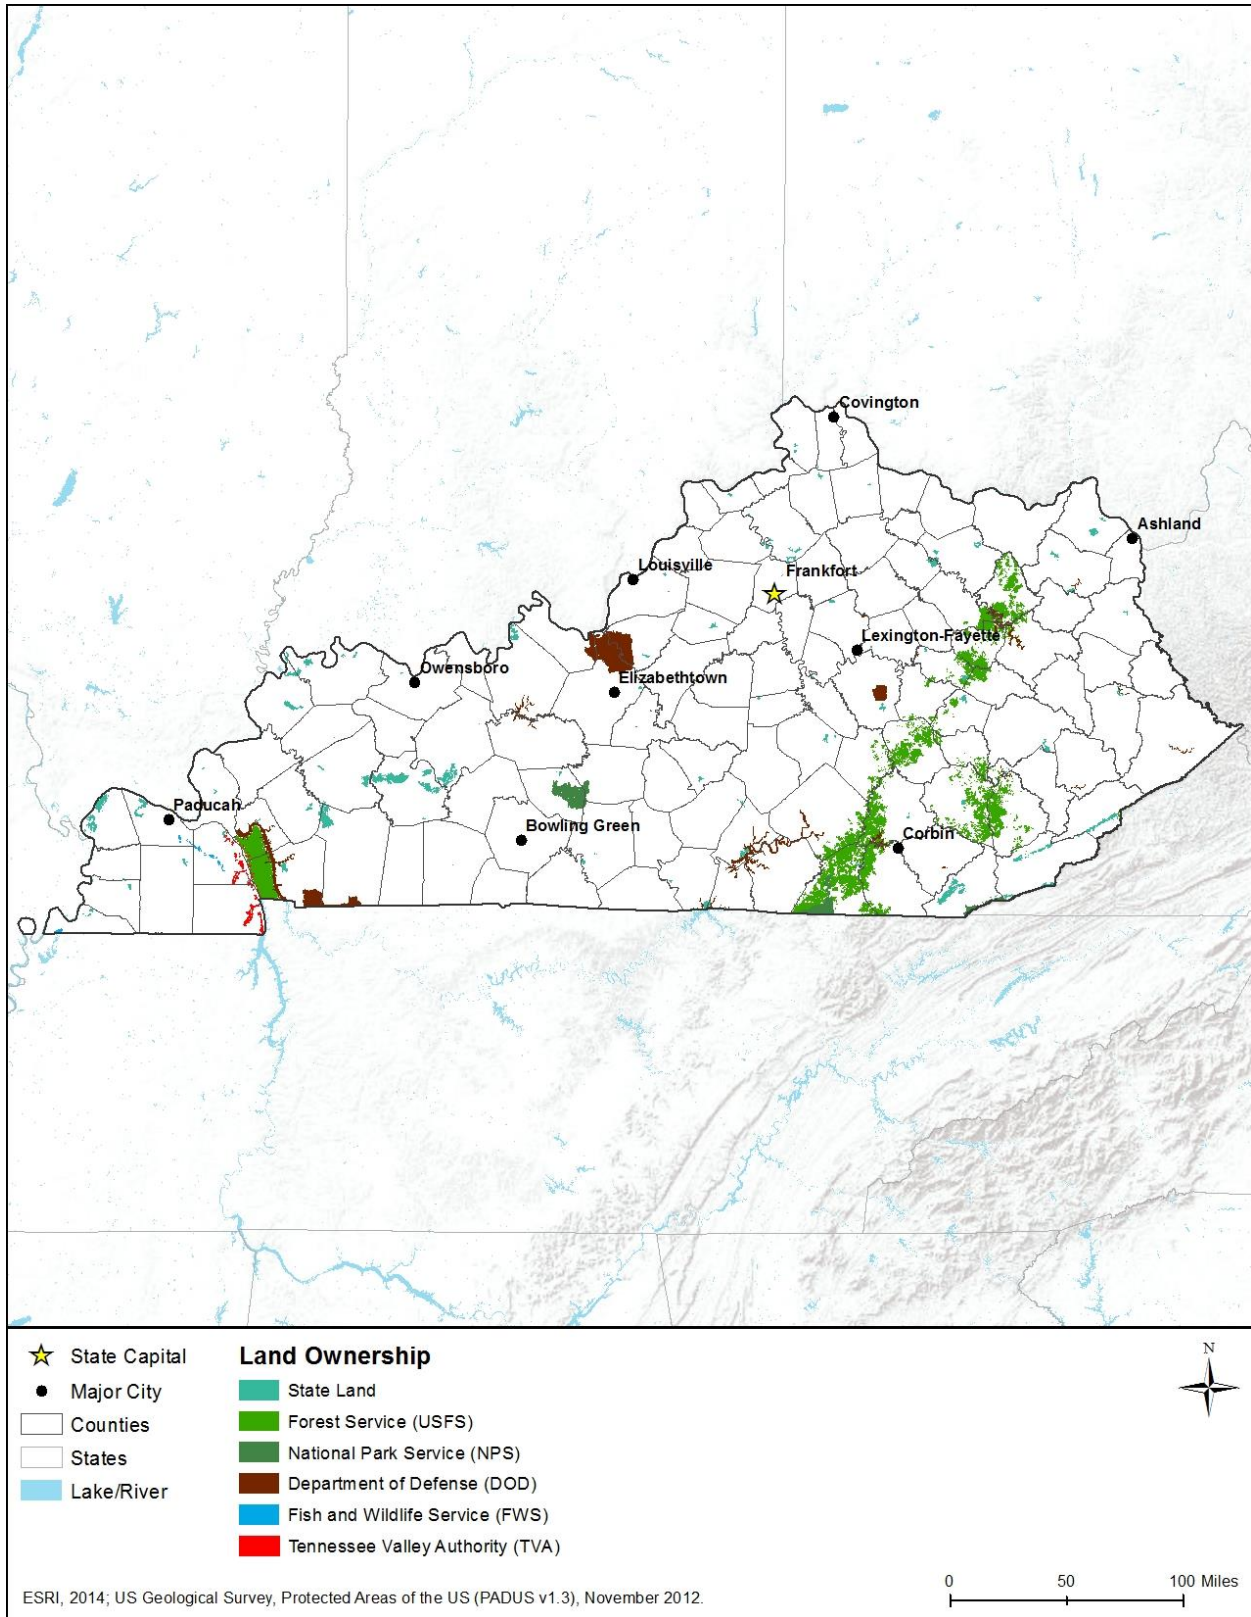 Covington
Ashland
Louisville
Frankfort
Lexington-Fayette
Owensboro
Elizabethtown
Paducah
Bowling Green
Corbin
State Capital
Major City
Counties
States
Lake/River
Land Ownership
State Land
Forest Service (USFS)
National Park Service (NPS)
Department of Defense (DOD)
Fish and Wildlife Service (FWS)
Tennessee Valley Authority (TVA)
N
0 50 100 Miles
ESRI, 2014; US Geological Survey, Protected Areas of the US (PADUS v1.3), November 2012.